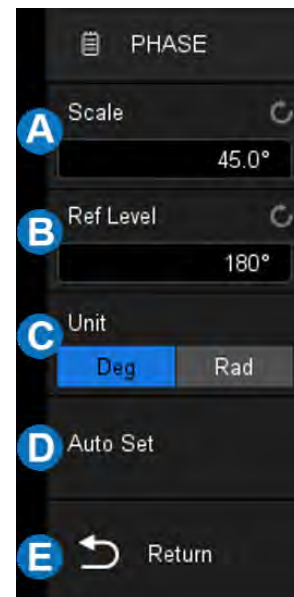 PHASE
A
Scale
45.0°
B
Ref Level
180°
C
Unit
Deg Rad
D
Auto Set
E
Return